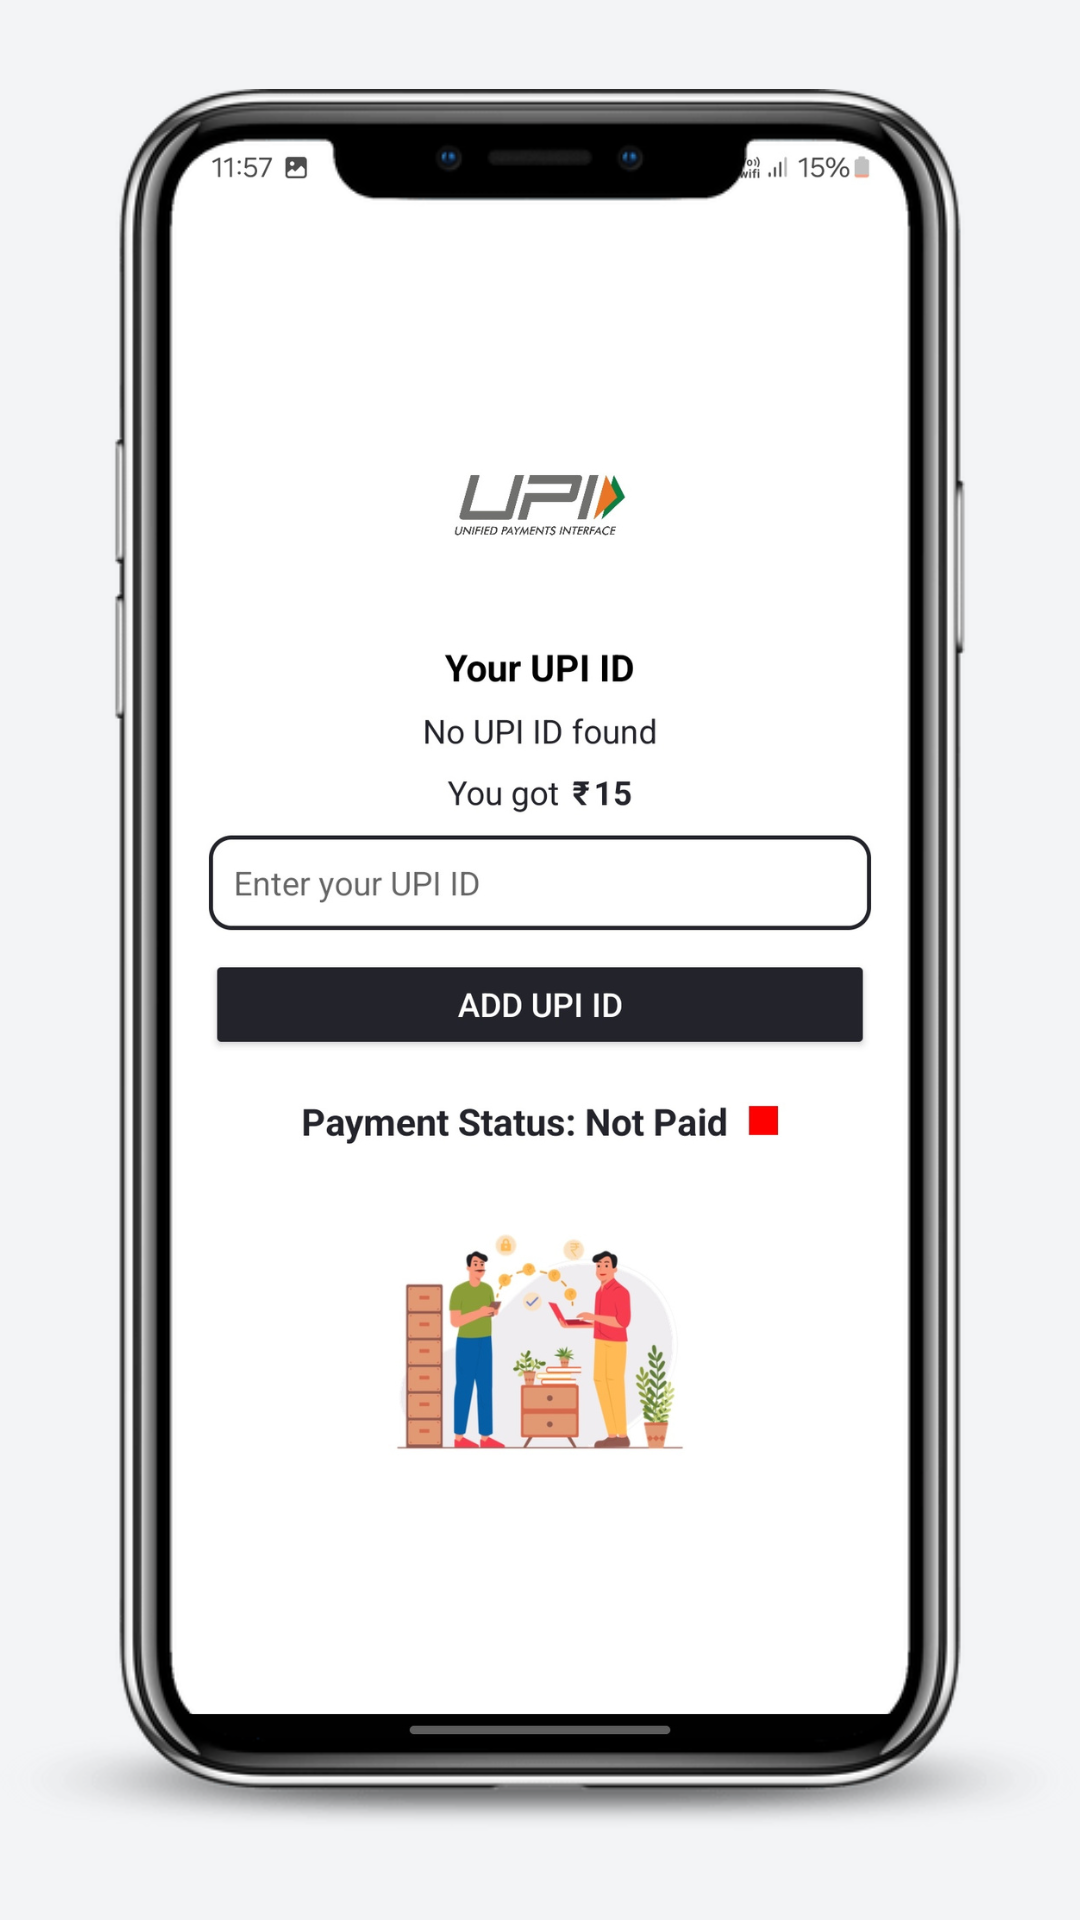 11:57
15%
UPI
UNIFIED PAYMENTS INTERFACE
Your UPI ID
No UPI ID found
You got ₹15
Enter your UPI ID
ADD UPI ID
Payment Status: Not Paid